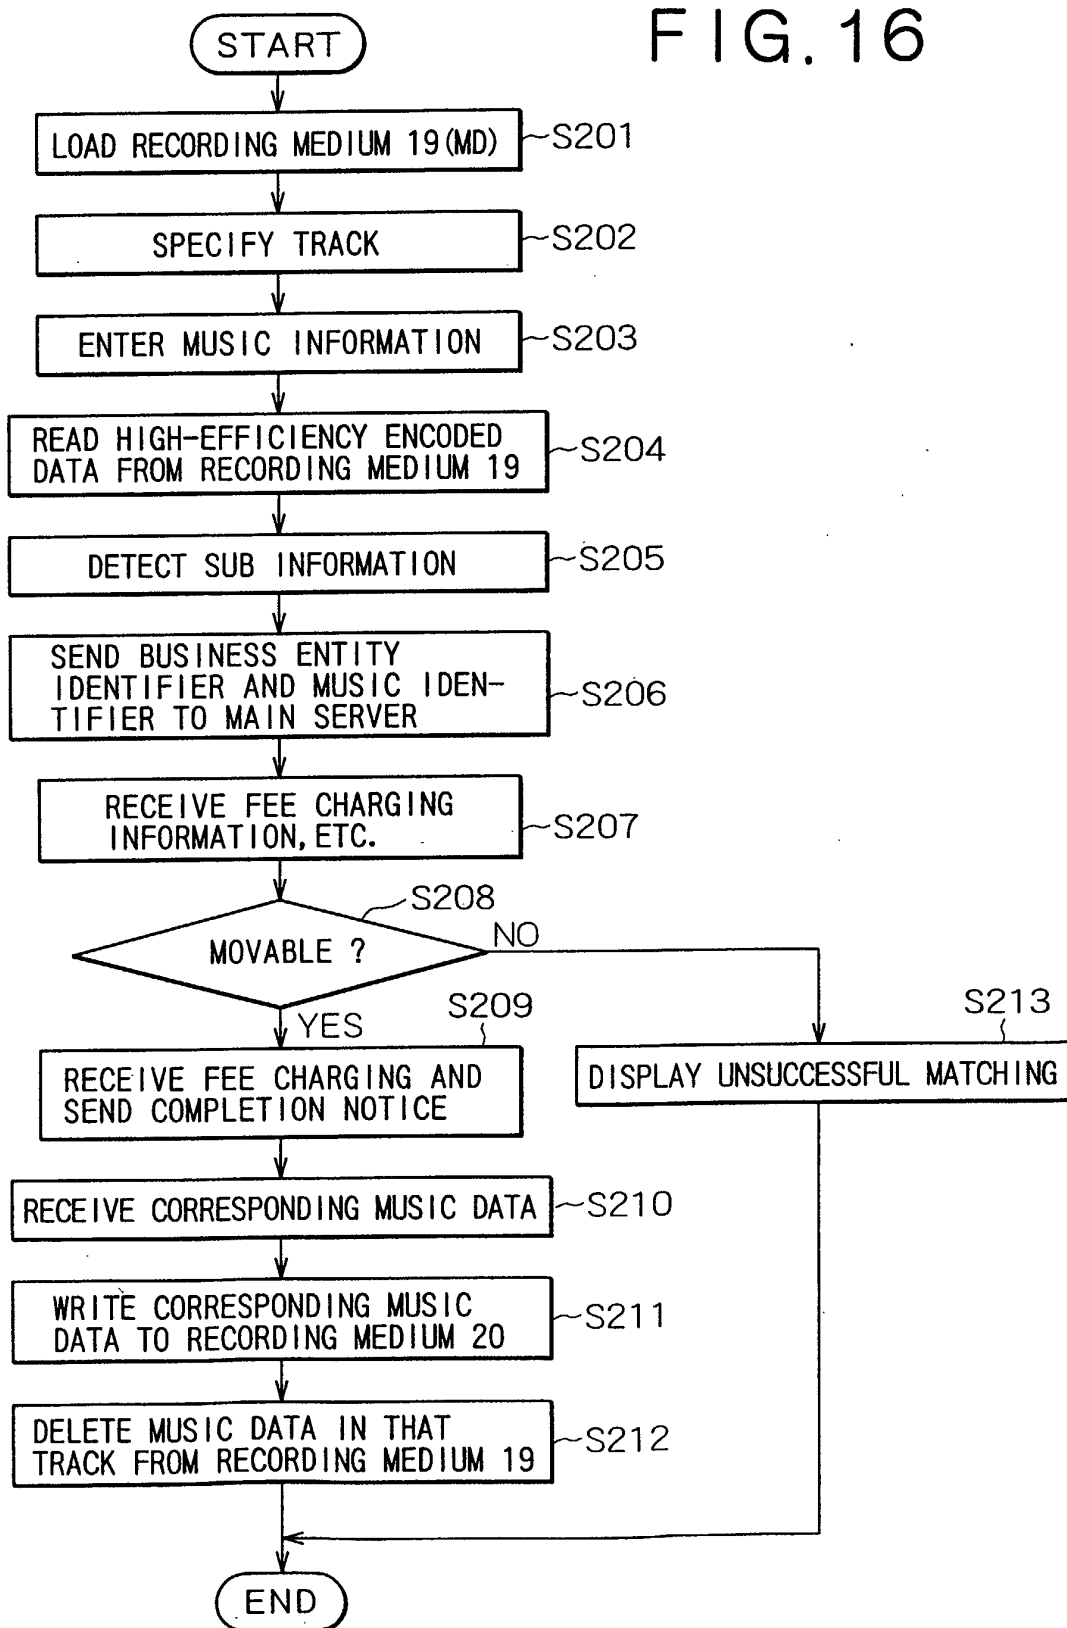 FIG. 16
START
LOAD RECORDING MEDIUM 19(MD)
S201
SPECIFY TRACK
S202
ENTER MUSIC INFORMATION
S203
READ HIGH-EFFICIENCY ENCODED
DATA FROM RECORDING MEDIUM 19
S204
DETECT SUB INFORMATION
S205
SEND BUSINESS ENTITY
IDENTIFIER AND MUSIC IDEN-
TIFIER TO MAIN SERVER
S206
RECEIVE FEE CHARGING
INFORMATION, ETC.
S207
S208
MOVABLE ?
NO
YES
S209
RECEIVE FEE CHARGING AND
SEND COMPLETION NOTICE
S213
DISPLAY UNSUCCESSFUL MATCHING
RECEIVE CORRESPONDING MUSIC DATA
S210
WRITE CORRESPONDING MUSIC
DATA TO RECORDING MEDIUM 20
S211
DELETE MUSIC DATA IN THAT
TRACK FROM RECORDING MEDIUM 19
S212
END